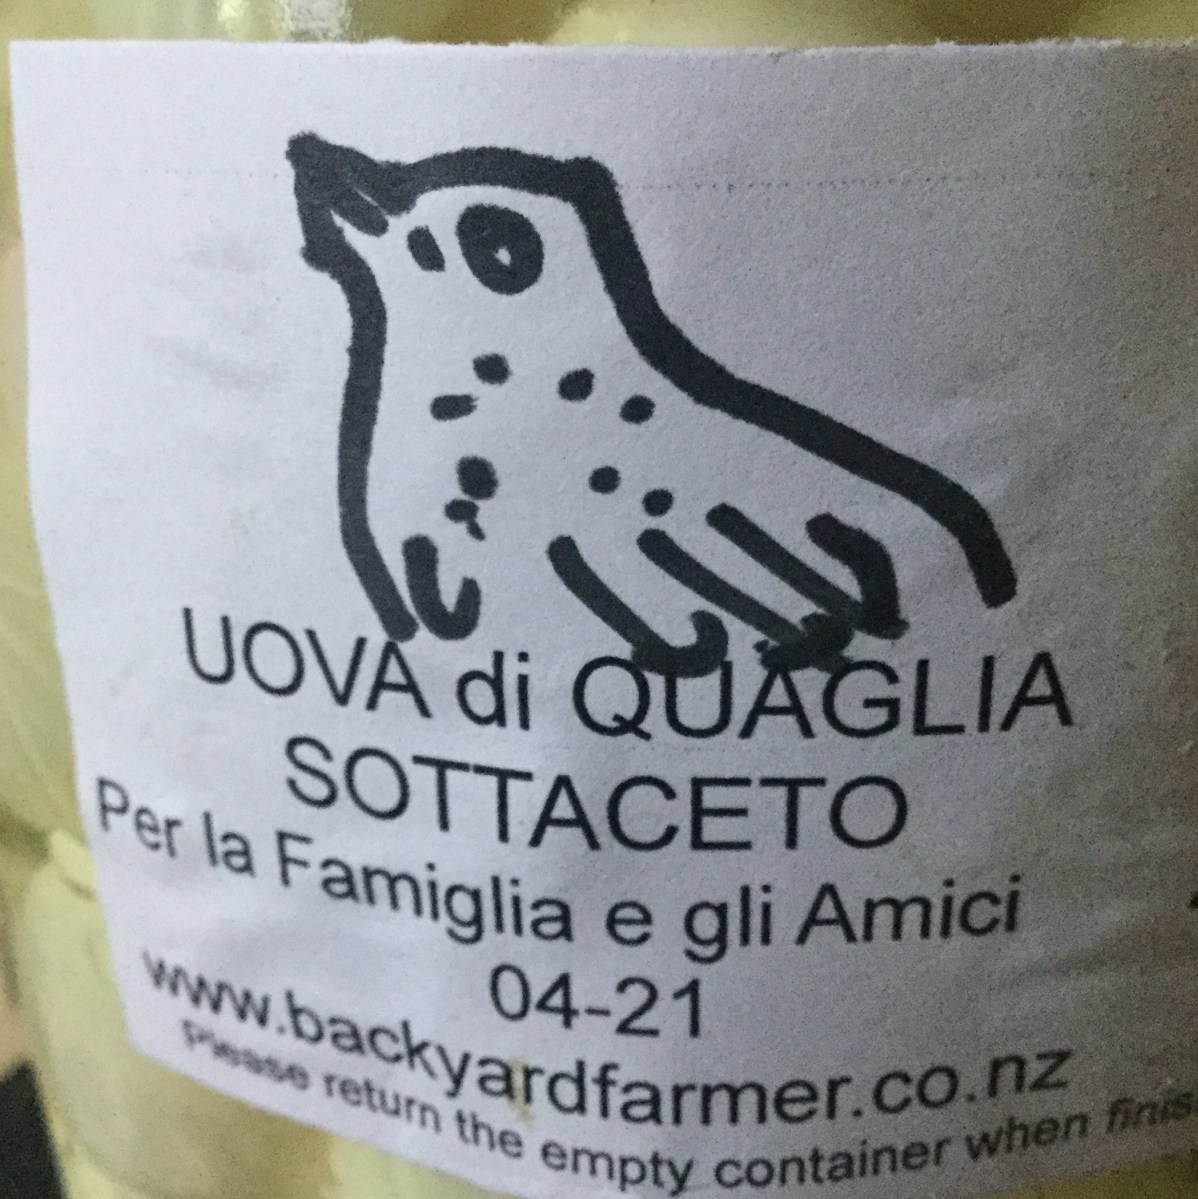 UOVA di QUAGLIA
SOTTACETO
Per la Famiglia e gli Amici
04-21
www.backyardfarmer.co.nz
Please return the empty container when finis